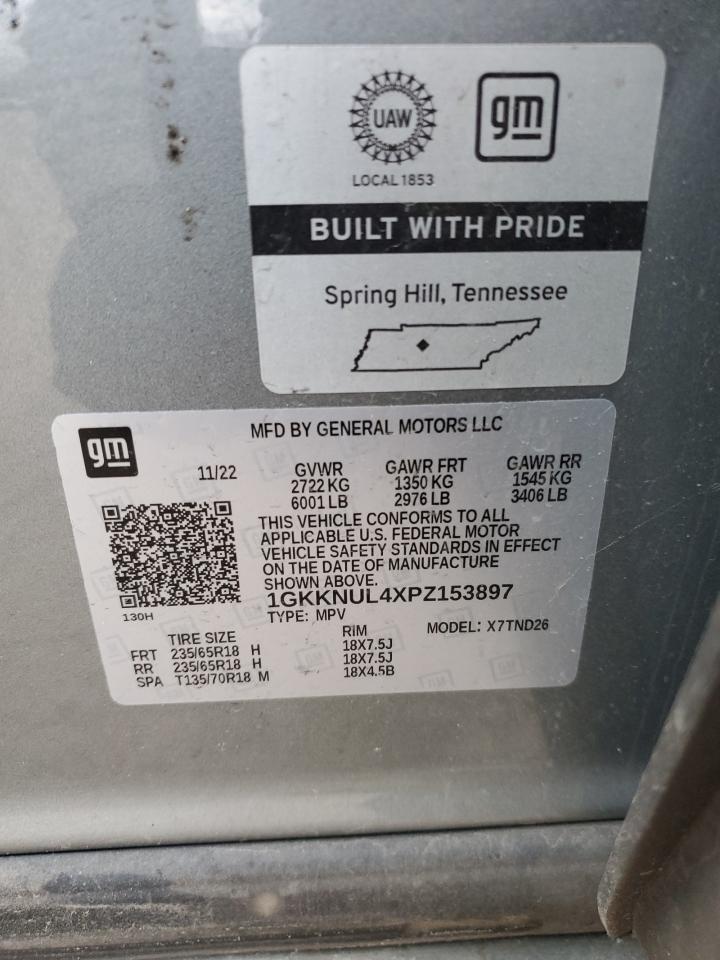 UAW
gm
LOCAL 1853
BUILT WITH PRIDE
Spring Hill, Tennessee
gm
MFD BY GENERAL MOTORS LLC
11/22
GVWR
2722 KG
6001 LB
GAWR FRT
1350 KG
2976 LB
GAWR RR
1545 KG
3406 LB
THIS VEHICLE CONFORMS TO ALL
APPLICABLE U.S. FEDERAL MOTOR
VEHICLE SAFETY STANDARDS IN EFFECT
ON THE DATE OF MANUFACTURE
SHOWN ABOVE.
130H
1GKKNUL4XPZ153897
TYPE: MPV
MODEL: X7TND26
TIRE SIZE RIM
FRT 235/65R18 H 18X7.5J
RR 235/65R18 H 18X7.5J
SPA T135/70R18 M 18X4.5B